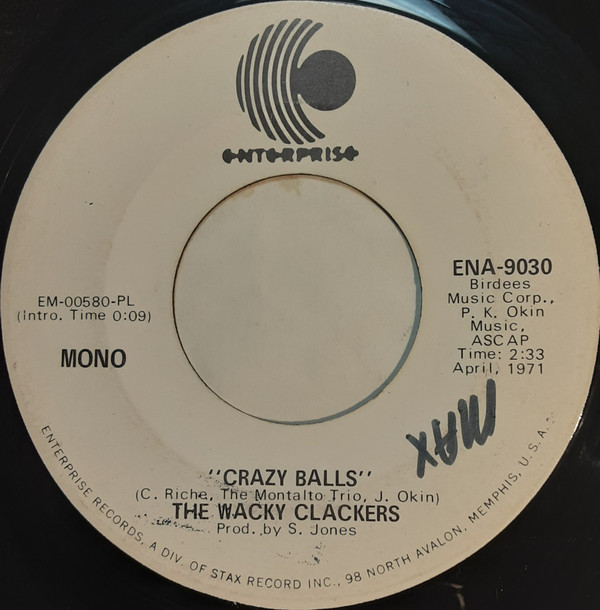 ENTERPRISE
EM-00580-PL
(Intro. Time 0:09)
MONO
ENA-9030
Birdees
Music Corp.,
P. K. Okin
Music,
ASCAP
Time: 2:33
April, 1971
MAX
"CRAZY BALLS"
(C. Riche, The Montalto Trio, J. Okin)
THE WACKY CLACKERS
Prod. by S. Jones
ENTERPRISE RECORDS, A DIV. OF STAX RECORD INC., 98 NORTH AVALON, MEMPHIS, U. S. A.